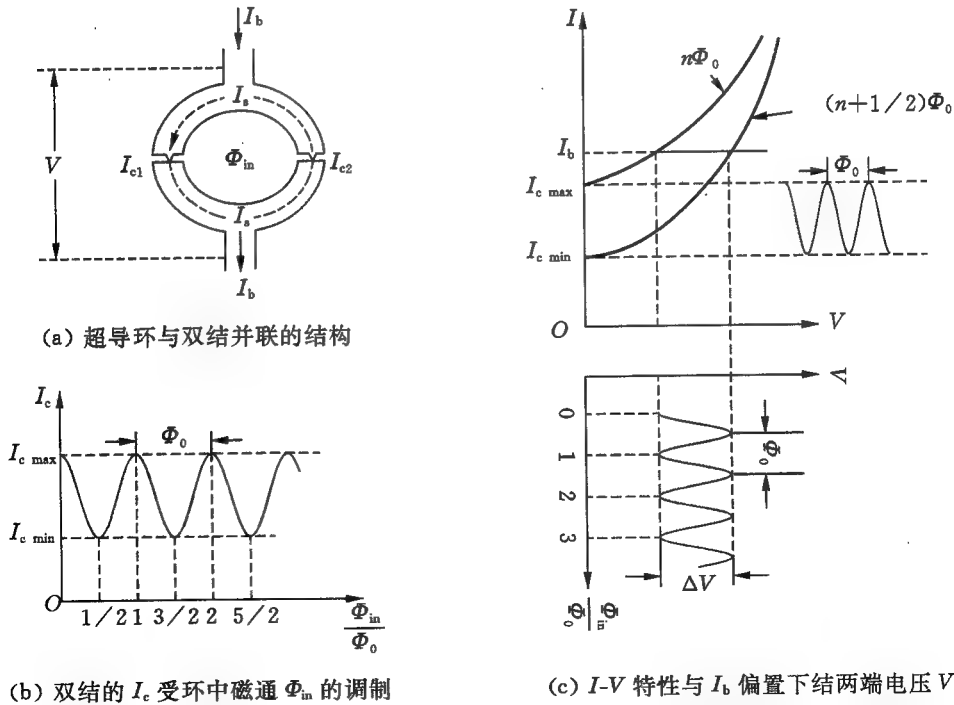 I_b
V
I_s
I_c1
Φ_in
I_c2
I_s
I_b
(a) 超导环与双结并联的结构
I_c
Φ_0
I_c max
I_c min
O
1/2 1 3/2 2 5/2
Φ_in
Φ_0
(b) 双结的 I_c 受环中磁通 Φ_in 的调制
I
nΦ_0
(n+1/2)Φ_0
I_b
Φ_0
I_c max
I_c min
O
V
V
0
1
2
3
Φ_0
ΔV
Φ_in
Φ_0
(c) I-V 特性与 I_b 偏置下结两端电压 V